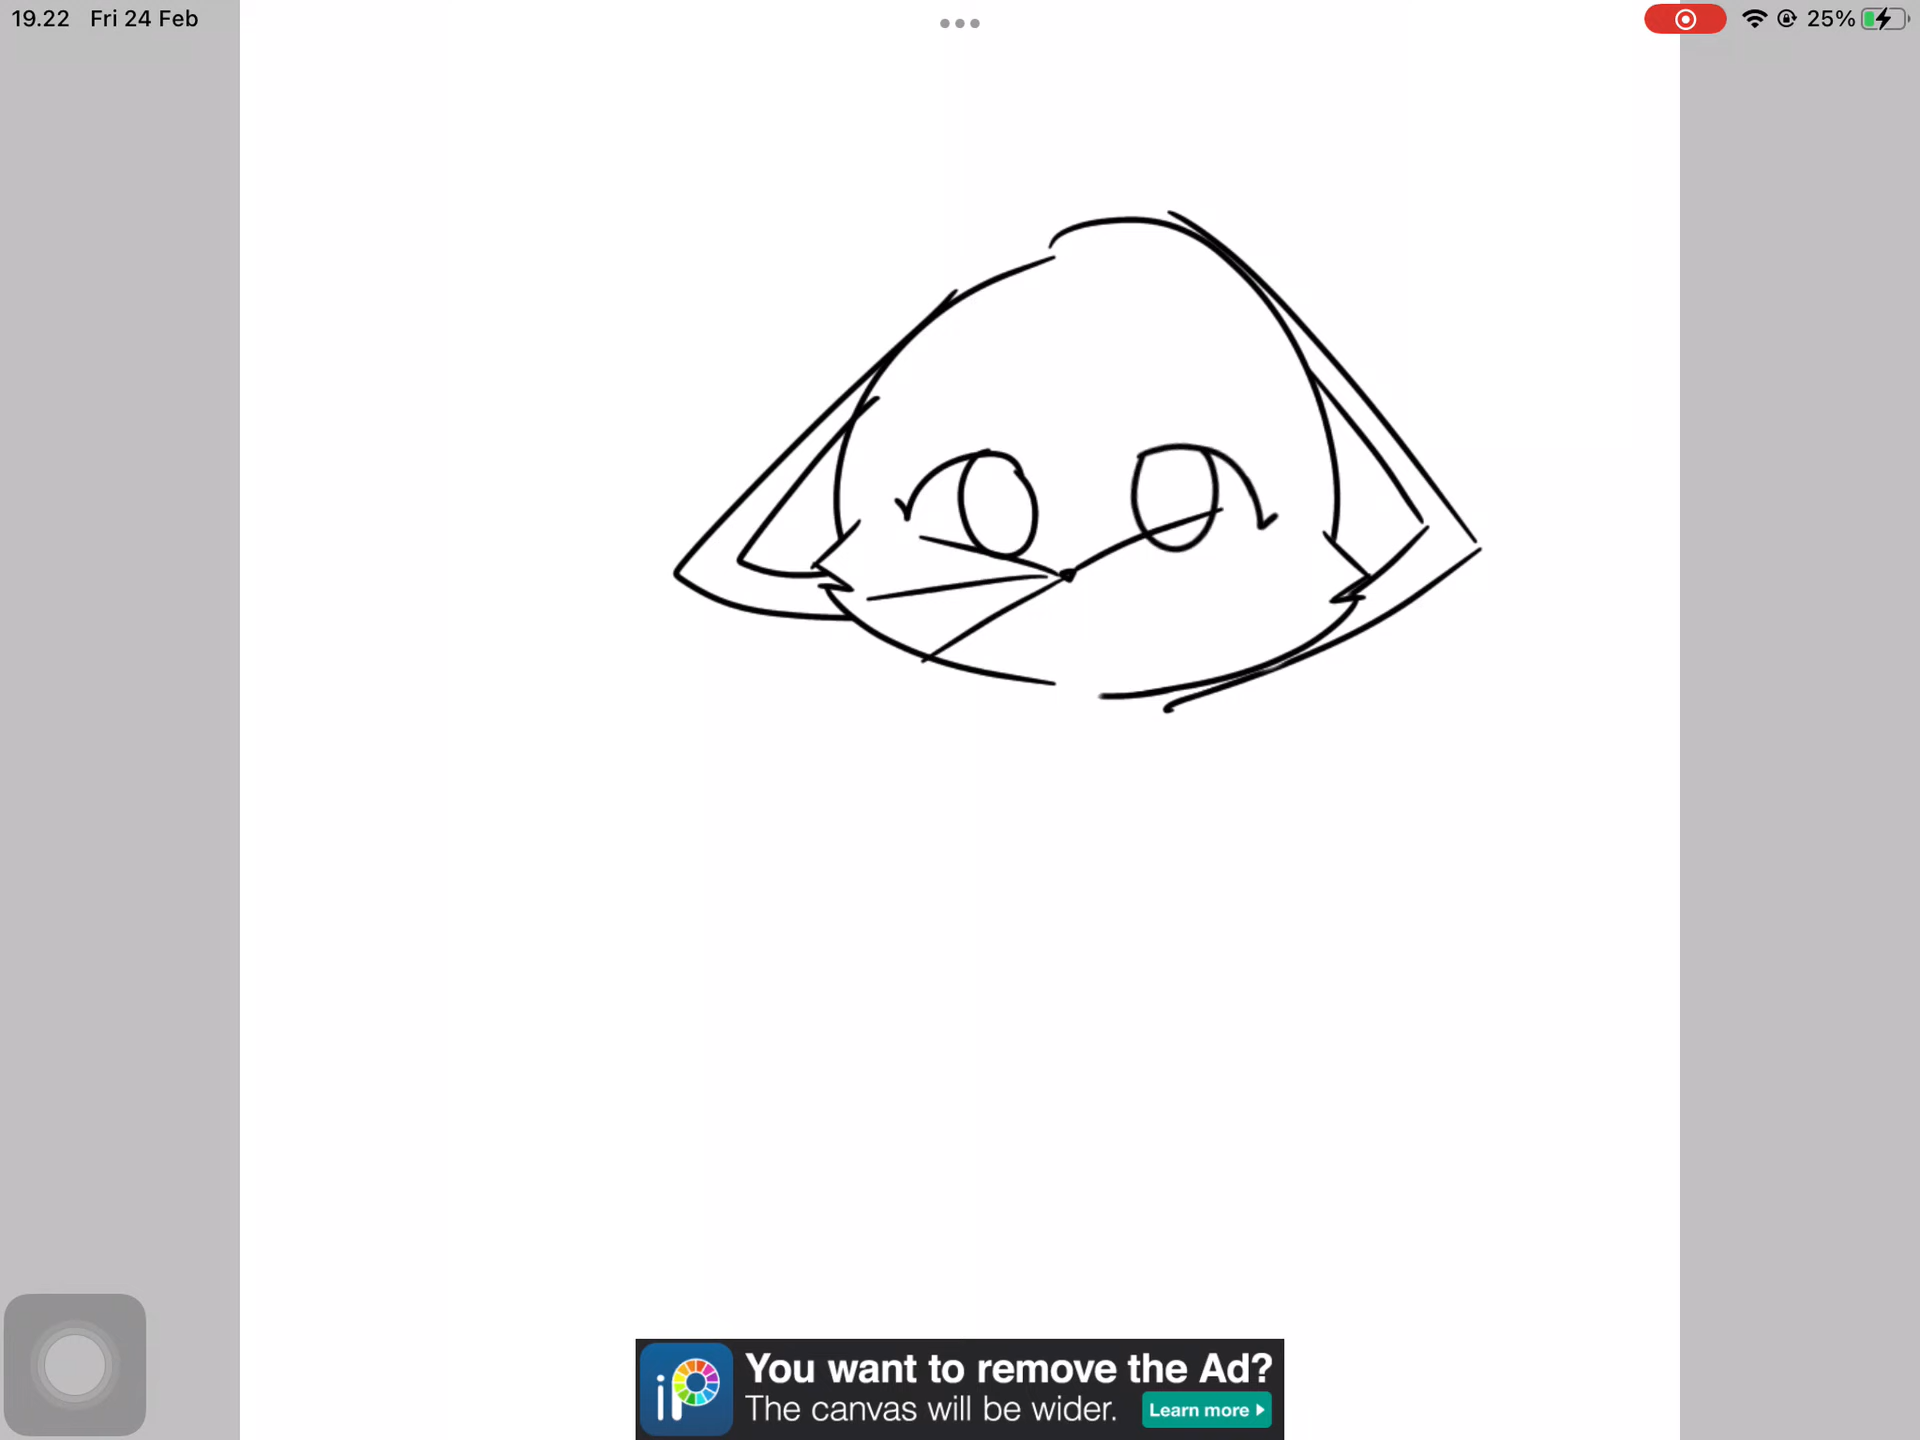 19.22 Fri 24 Feb
25%
iP
You want to remove the Ad?
The canvas will be wider.
Learn more